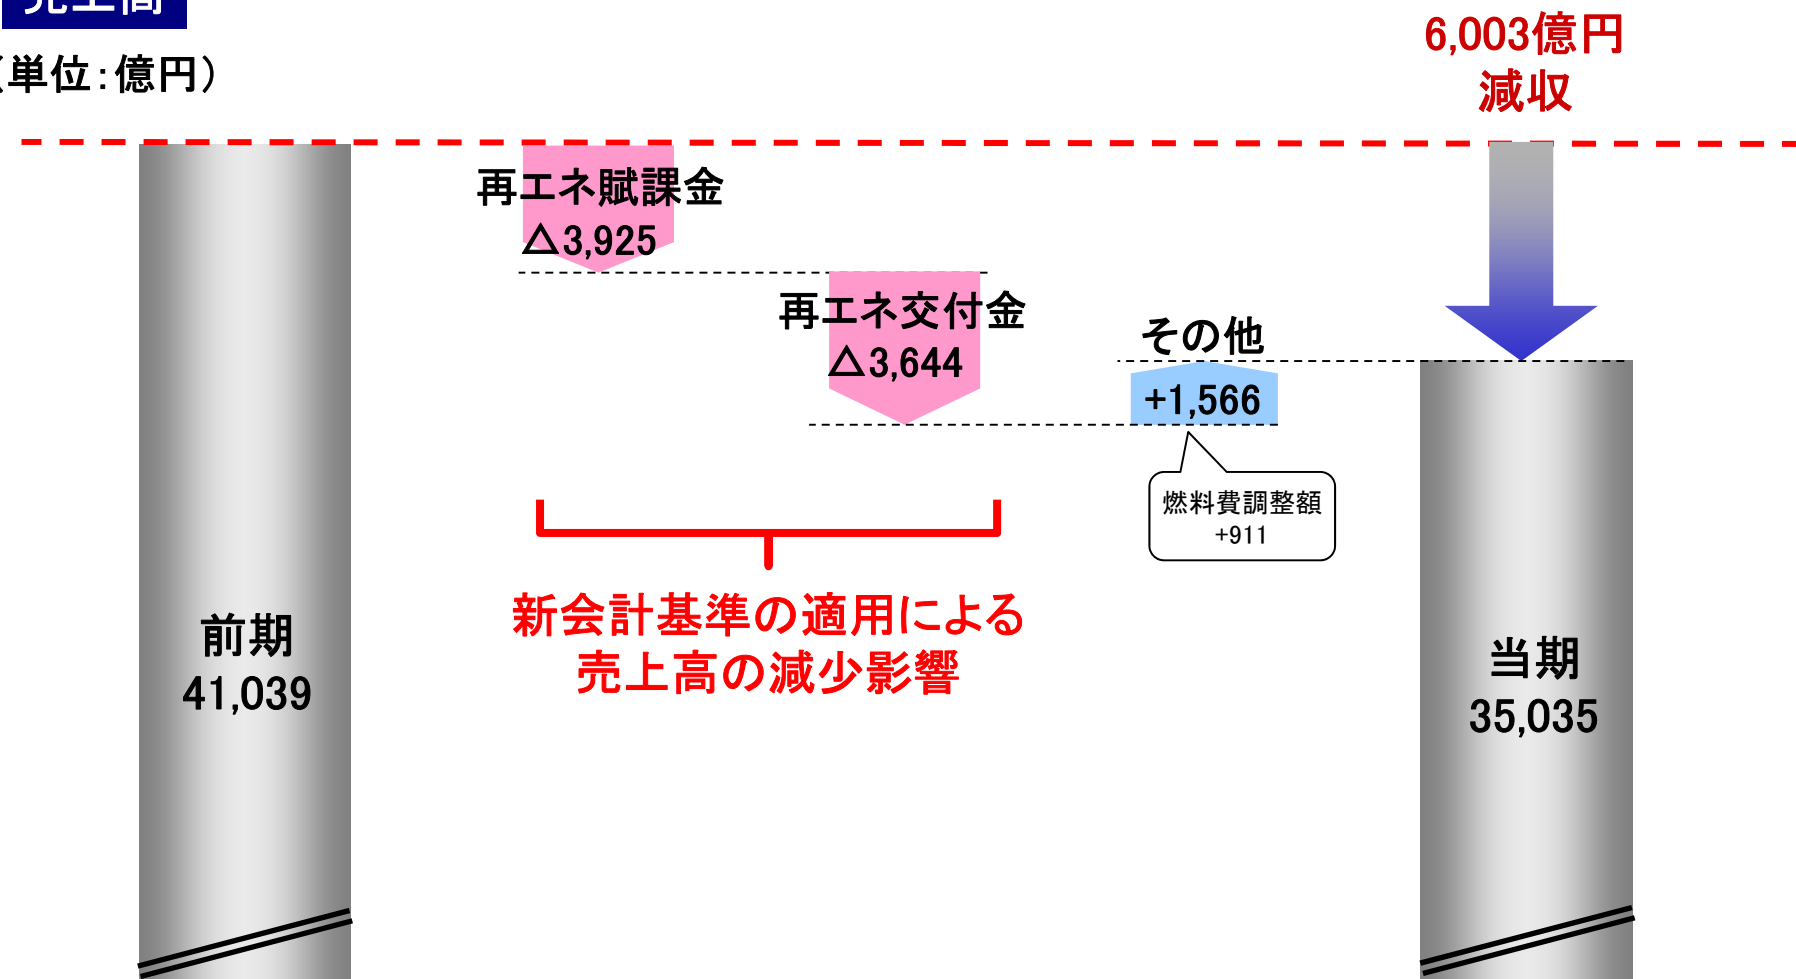 売上高
（単位：億円）
6,003億円
減収
再エネ賦課金
△3,925
再エネ交付金
△3,644
その他
+1,566
燃料費調整額
+911
新会計基準の適用による
売上高の減少影響
前期
41,039
当期
35,035